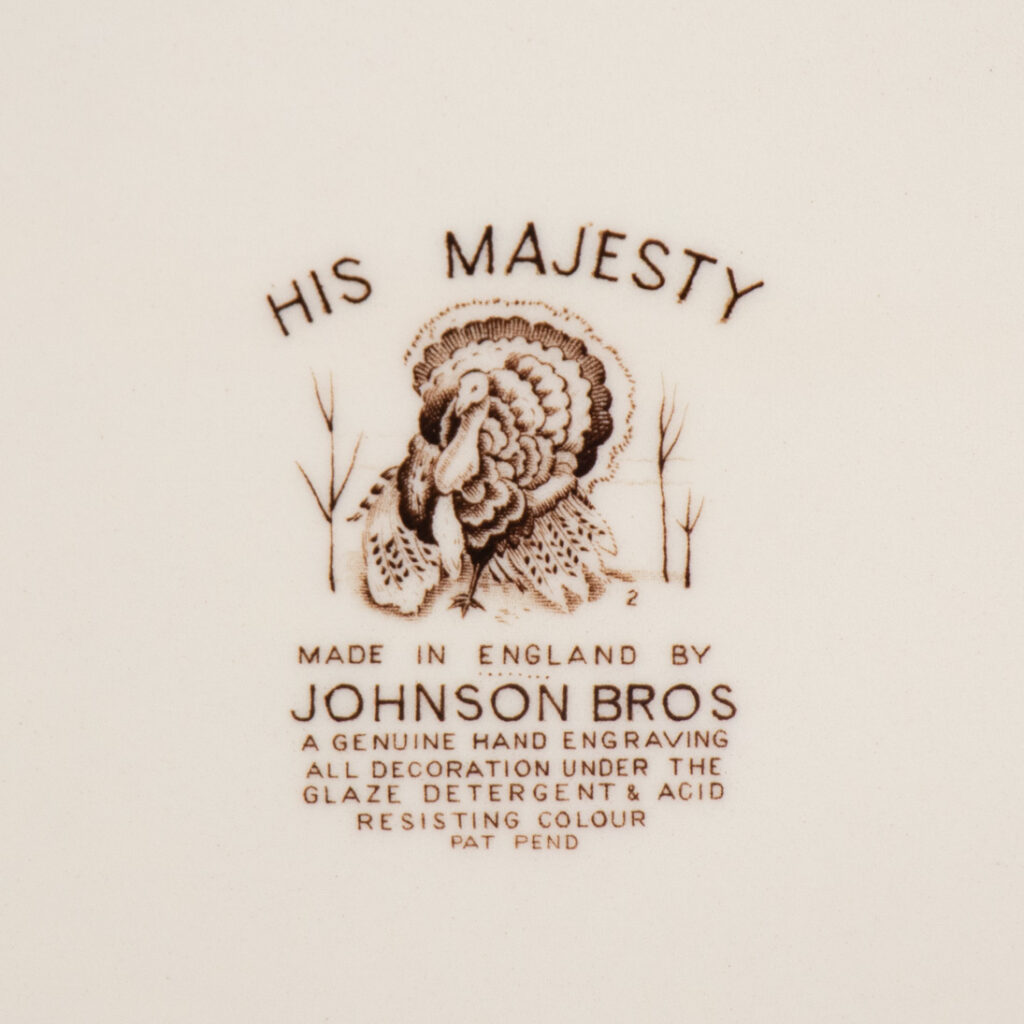 HIS MAJESTY
2
MADE IN ENGLAND BY
JOHNSON BROS
A GENUINE HAND ENGRAVING
ALL DECORATION UNDER THE
GLAZE DETERGENT & ACID
RESISTING COLOUR
PAT PEND